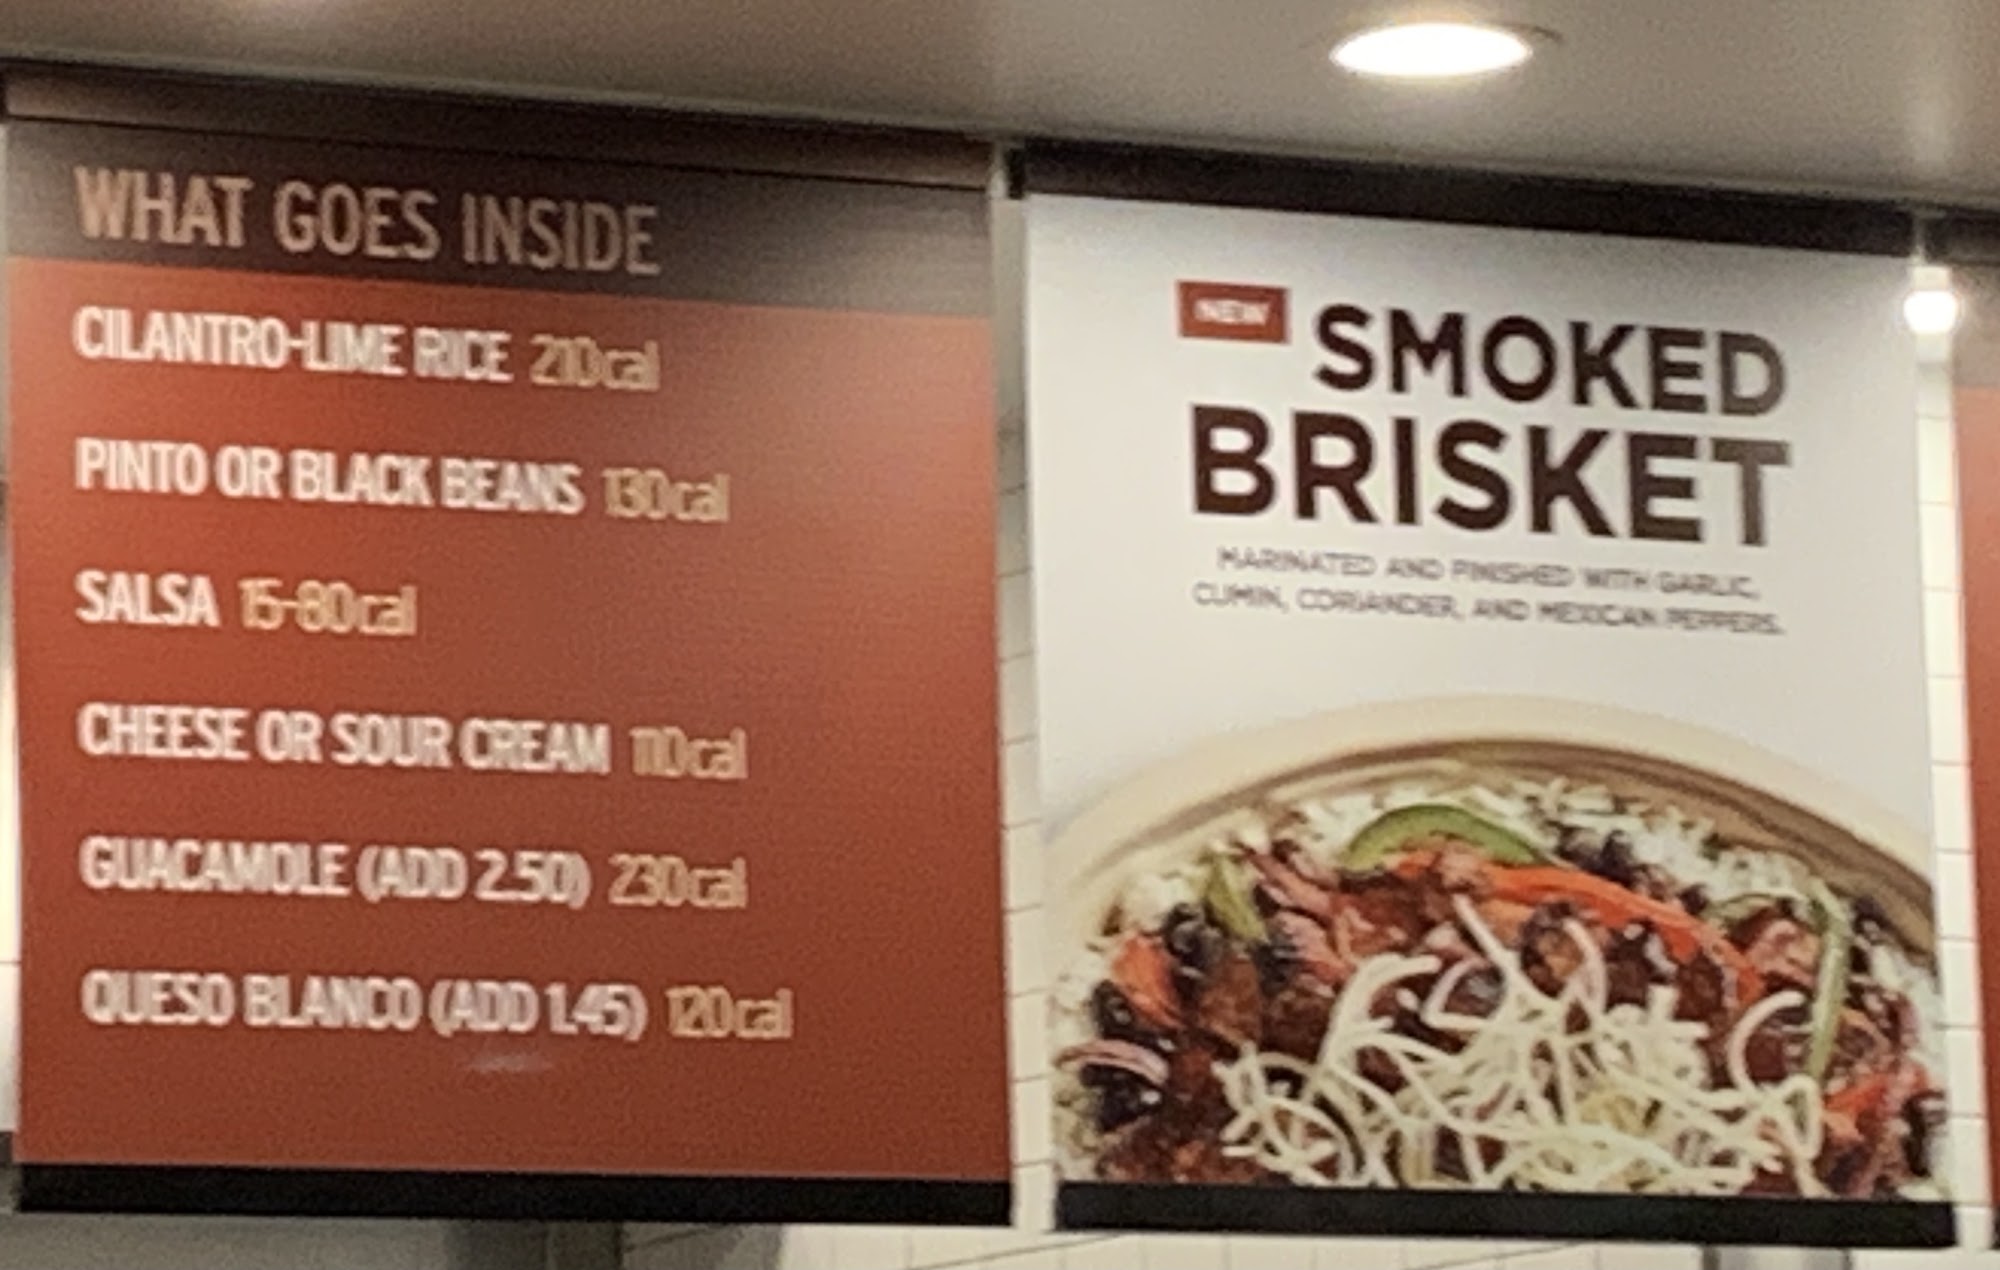 WHAT GOES INSIDE
CILANTRO-LIME RICE 210cal
PINTO OR BLACK BEANS 130cal
SALSA 15-80cal
CHEESE OR SOUR CREAM 110cal
GUACAMOLE (ADD 2.50) 230cal
QUESO BLANCO (ADD 1.45) 120cal
NEW SMOKED
BRISKET
MARINATED AND FINISHED WITH GARLIC,
CUMIN, CORIANDER, AND MEXICAN PEPPERS.